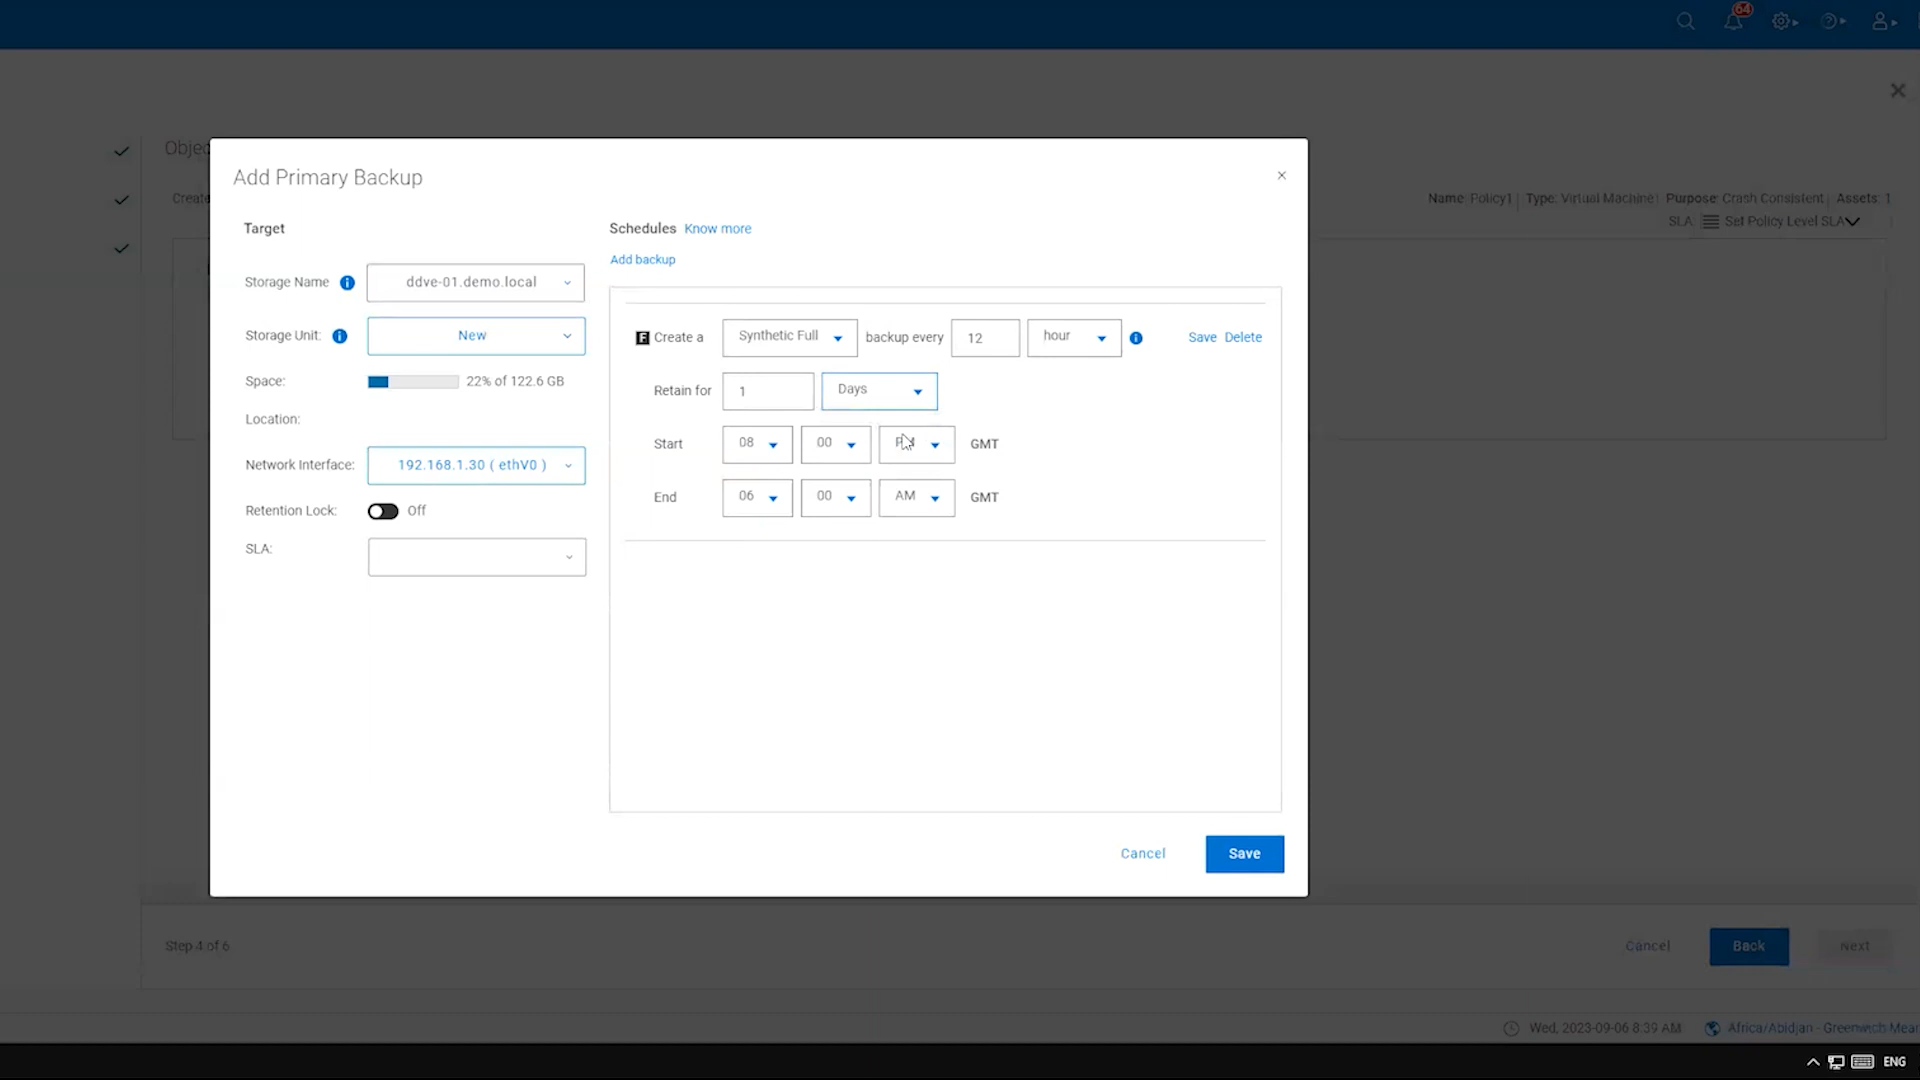 64
Objec
Create
Name: Policy1 | Type: Virtual Machine | Purpose: Crash Consistent | Assets: 1
SLA Set Policy Level SLA
Add Primary Backup
×
Target
Storage Name ddve-01.demo.local
Storage Unit: New
Space: 22% of 122.6 GB
Location:
Network Interface: 192.168.1.30 ( ethV0 )
Retention Lock: Off
SLA:
Schedules Know more
Add backup
F Create a Synthetic Full backup every 12 hour Save Delete
Retain for 1 Days
Start 08 00 GMT
End 06 00 AM GMT
Cancel Save
Step 4 of 6
Cancel Back Next
Wed, 2023-09-06 8:39 AM Africa/Abidjan - Greenwich Mear
ENG